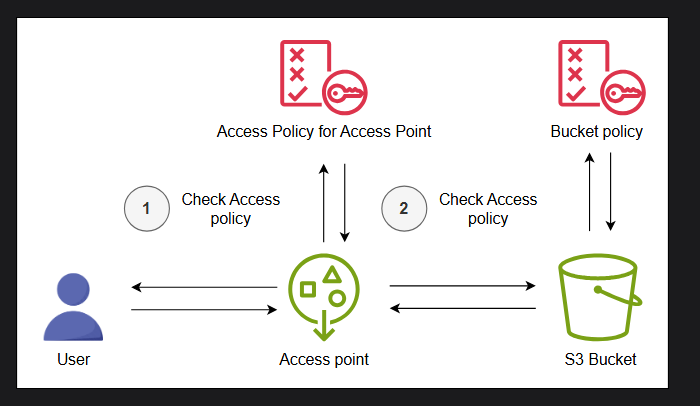 Access Policy for Access Point
Bucket policy
1
Check Access
policy
2
Check Access
policy
User
Access point
S3 Bucket